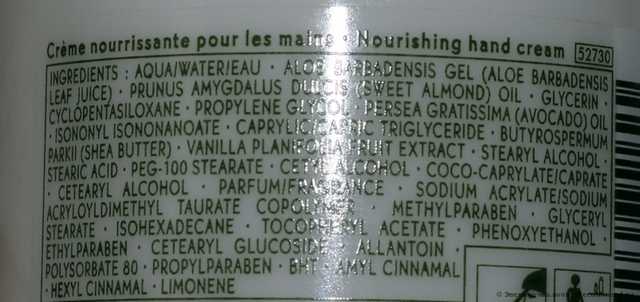 Crème nourrissante pour les mains · Nourishing hand cream 52730
INGREDIENTS : AQUA/WATER/EAU · ALOE BARBADENSIS GEL (ALOE BARBADENSIS
LEAF JUICE) · PRUNUS AMYGDALUS DULCIS (SWEET ALMOND) OIL · GLYCERIN ·
CYCLOPENTASILOXANE · PROPYLENE GLYCOL · PERSEA GRATISSIMA (AVOCADO) OIL
· ISONONYL ISONONANOATE · CAPRYLIC/CAPRIC TRIGLYCERIDE · BUTYROSPERMUM
PARKII (SHEA BUTTER) · VANILLA PLANIFOLIA FRUIT EXTRACT · STEARYL ALCOHOL ·
STEARIC ACID · PEG-100 STEARATE · CETYL ALCOHOL · COCO-CAPRYLATE/CAPRATE
· CETEARYL ALCOHOL · PARFUM/FRAGRANCE · SODIUM ACRYLATE/SODIUM
ACRYLOYLDIMETHYL TAURATE COPOLYMER · METHYLPARABEN · GLYCERYL
STEARATE · ISOHEXADECANE · TOCOPHERYL ACETATE · PHENOXYETHANOL ·
ETHYLPARABEN · CETEARYL GLUCOSIDE · ALLANTOIN ·
POLYSORBATE 80 · PROPYLPARABEN · BHT · AMYL CINNAMAL
· HEXYL CINNAMAL · LIMONENE